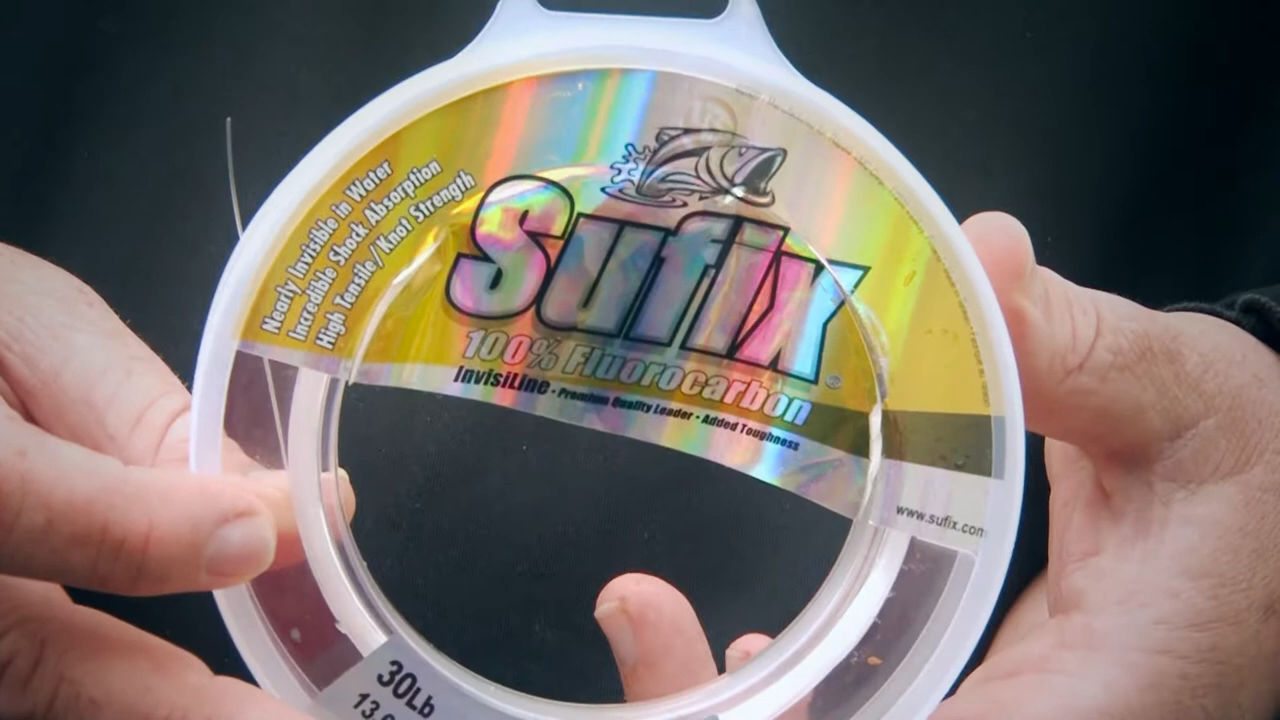 Nearly Invisible in Water
Incredible Shock Absorption
High Tensile/Knot Strength
Sufix®
100% Fluorocarbon
InvisiLine • Premium Quality Leader • Added Toughness
www.sufix.com
30Lb
13.